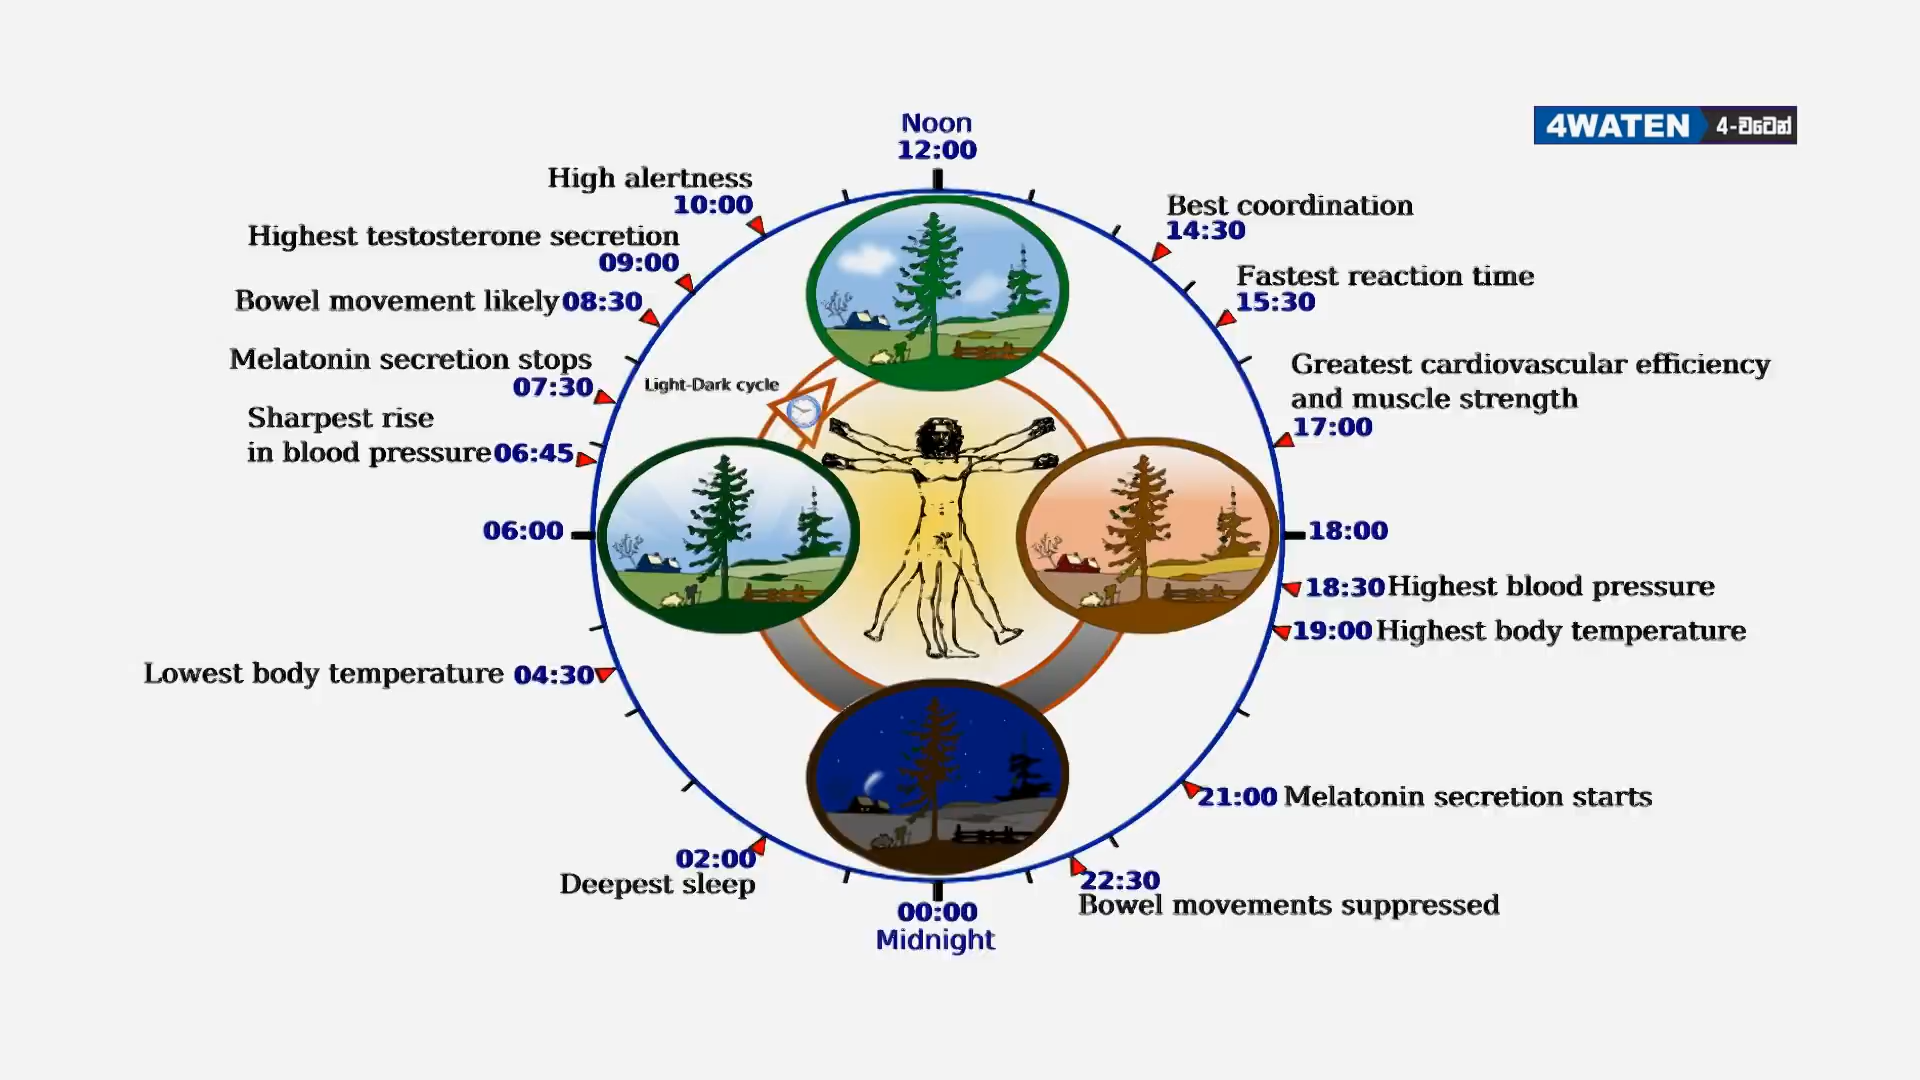 4WATEN 4-වටෙන්
Noon
12:00
High alertness
10:00
Highest testosterone secretion
09:00
Bowel movement likely 08:30
Melatonin secretion stops
07:30
Sharpest rise
in blood pressure 06:45
06:00
Lowest body temperature 04:30
02:00
Deepest sleep
00:00
Midnight
Light-Dark cycle
Best coordination
14:30
Fastest reaction time
15:30
Greatest cardiovascular efficiency
and muscle strength
17:00
18:00
18:30 Highest blood pressure
19:00 Highest body temperature
21:00 Melatonin secretion starts
22:30
Bowel movements suppressed